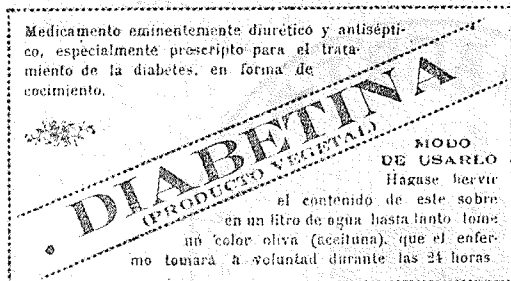 Medicamento eminentemente diurético y antisépti-
co, especialmente prescripto para el trata-
miento de la diabetes, en forma de
cocimiento.
DIABETINA
(PRODUCTO VEGETAL)
MODO
DE USARLO
Hágase hervir
el contenido de este sobre
en un litro de agua hasta tanto tome
un color oliva (aceituna), que el enfer-
mo tomará à voluntad durante las 24 horas.